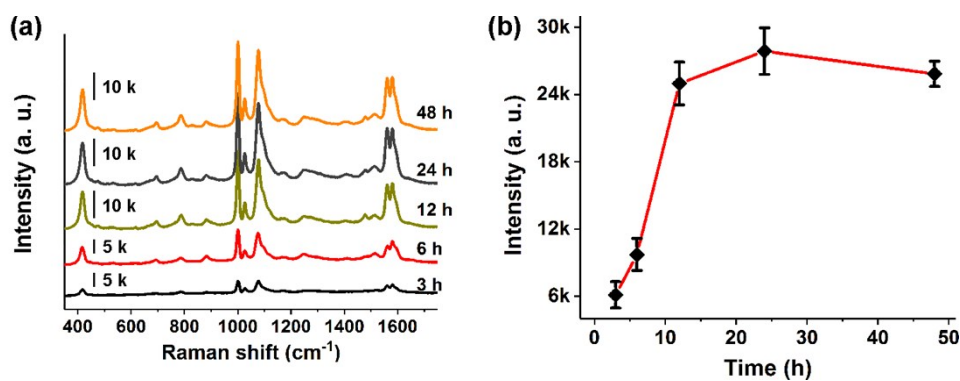 (a)
Intensity (a. u.)
10 k
48 h
10 k
24 h
10 k
12 h
5 k
6 h
5 k
3 h
400 600 800 1000 1200 1400 1600
Raman shift (cm-1)
(b)
Intensity (a. u.)
30k
24k
18k
12k
6k
0 10 20 30 40 50
Time (h)